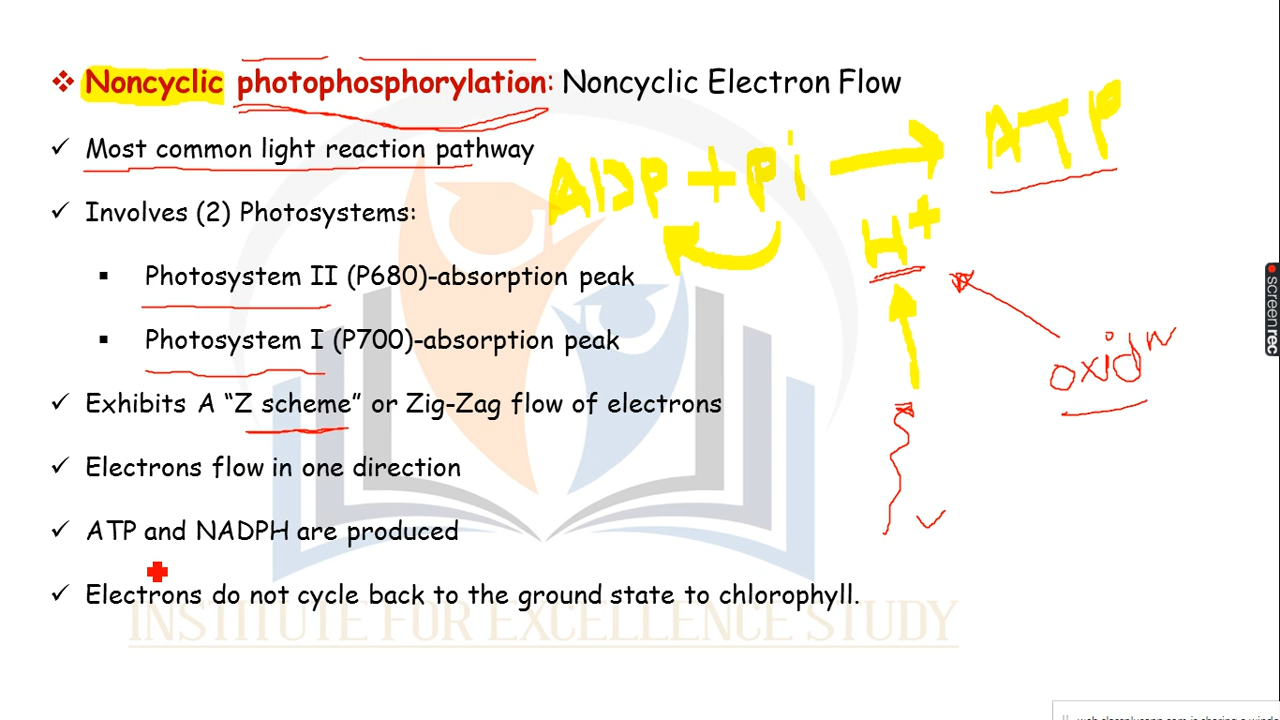 ❖ Noncyclic photophosphorylation: Noncyclic Electron Flow
✓ Most common light reaction pathway
ADP + Pi → ATP
✓ Involves (2) Photosystems:
H+
▪ Photosystem II (P680)-absorption peak
▪ Photosystem I (P700)-absorption peak
oxidn
✓ Exhibits A “Z scheme” or Zig-Zag flow of electrons
✓ Electrons flow in one direction
✓ ATP and NADPH are produced
✓ Electrons do not cycle back to the ground state to chlorophyll.
INSTITUTE FOR EXCELLENCE STUDY
screenrec